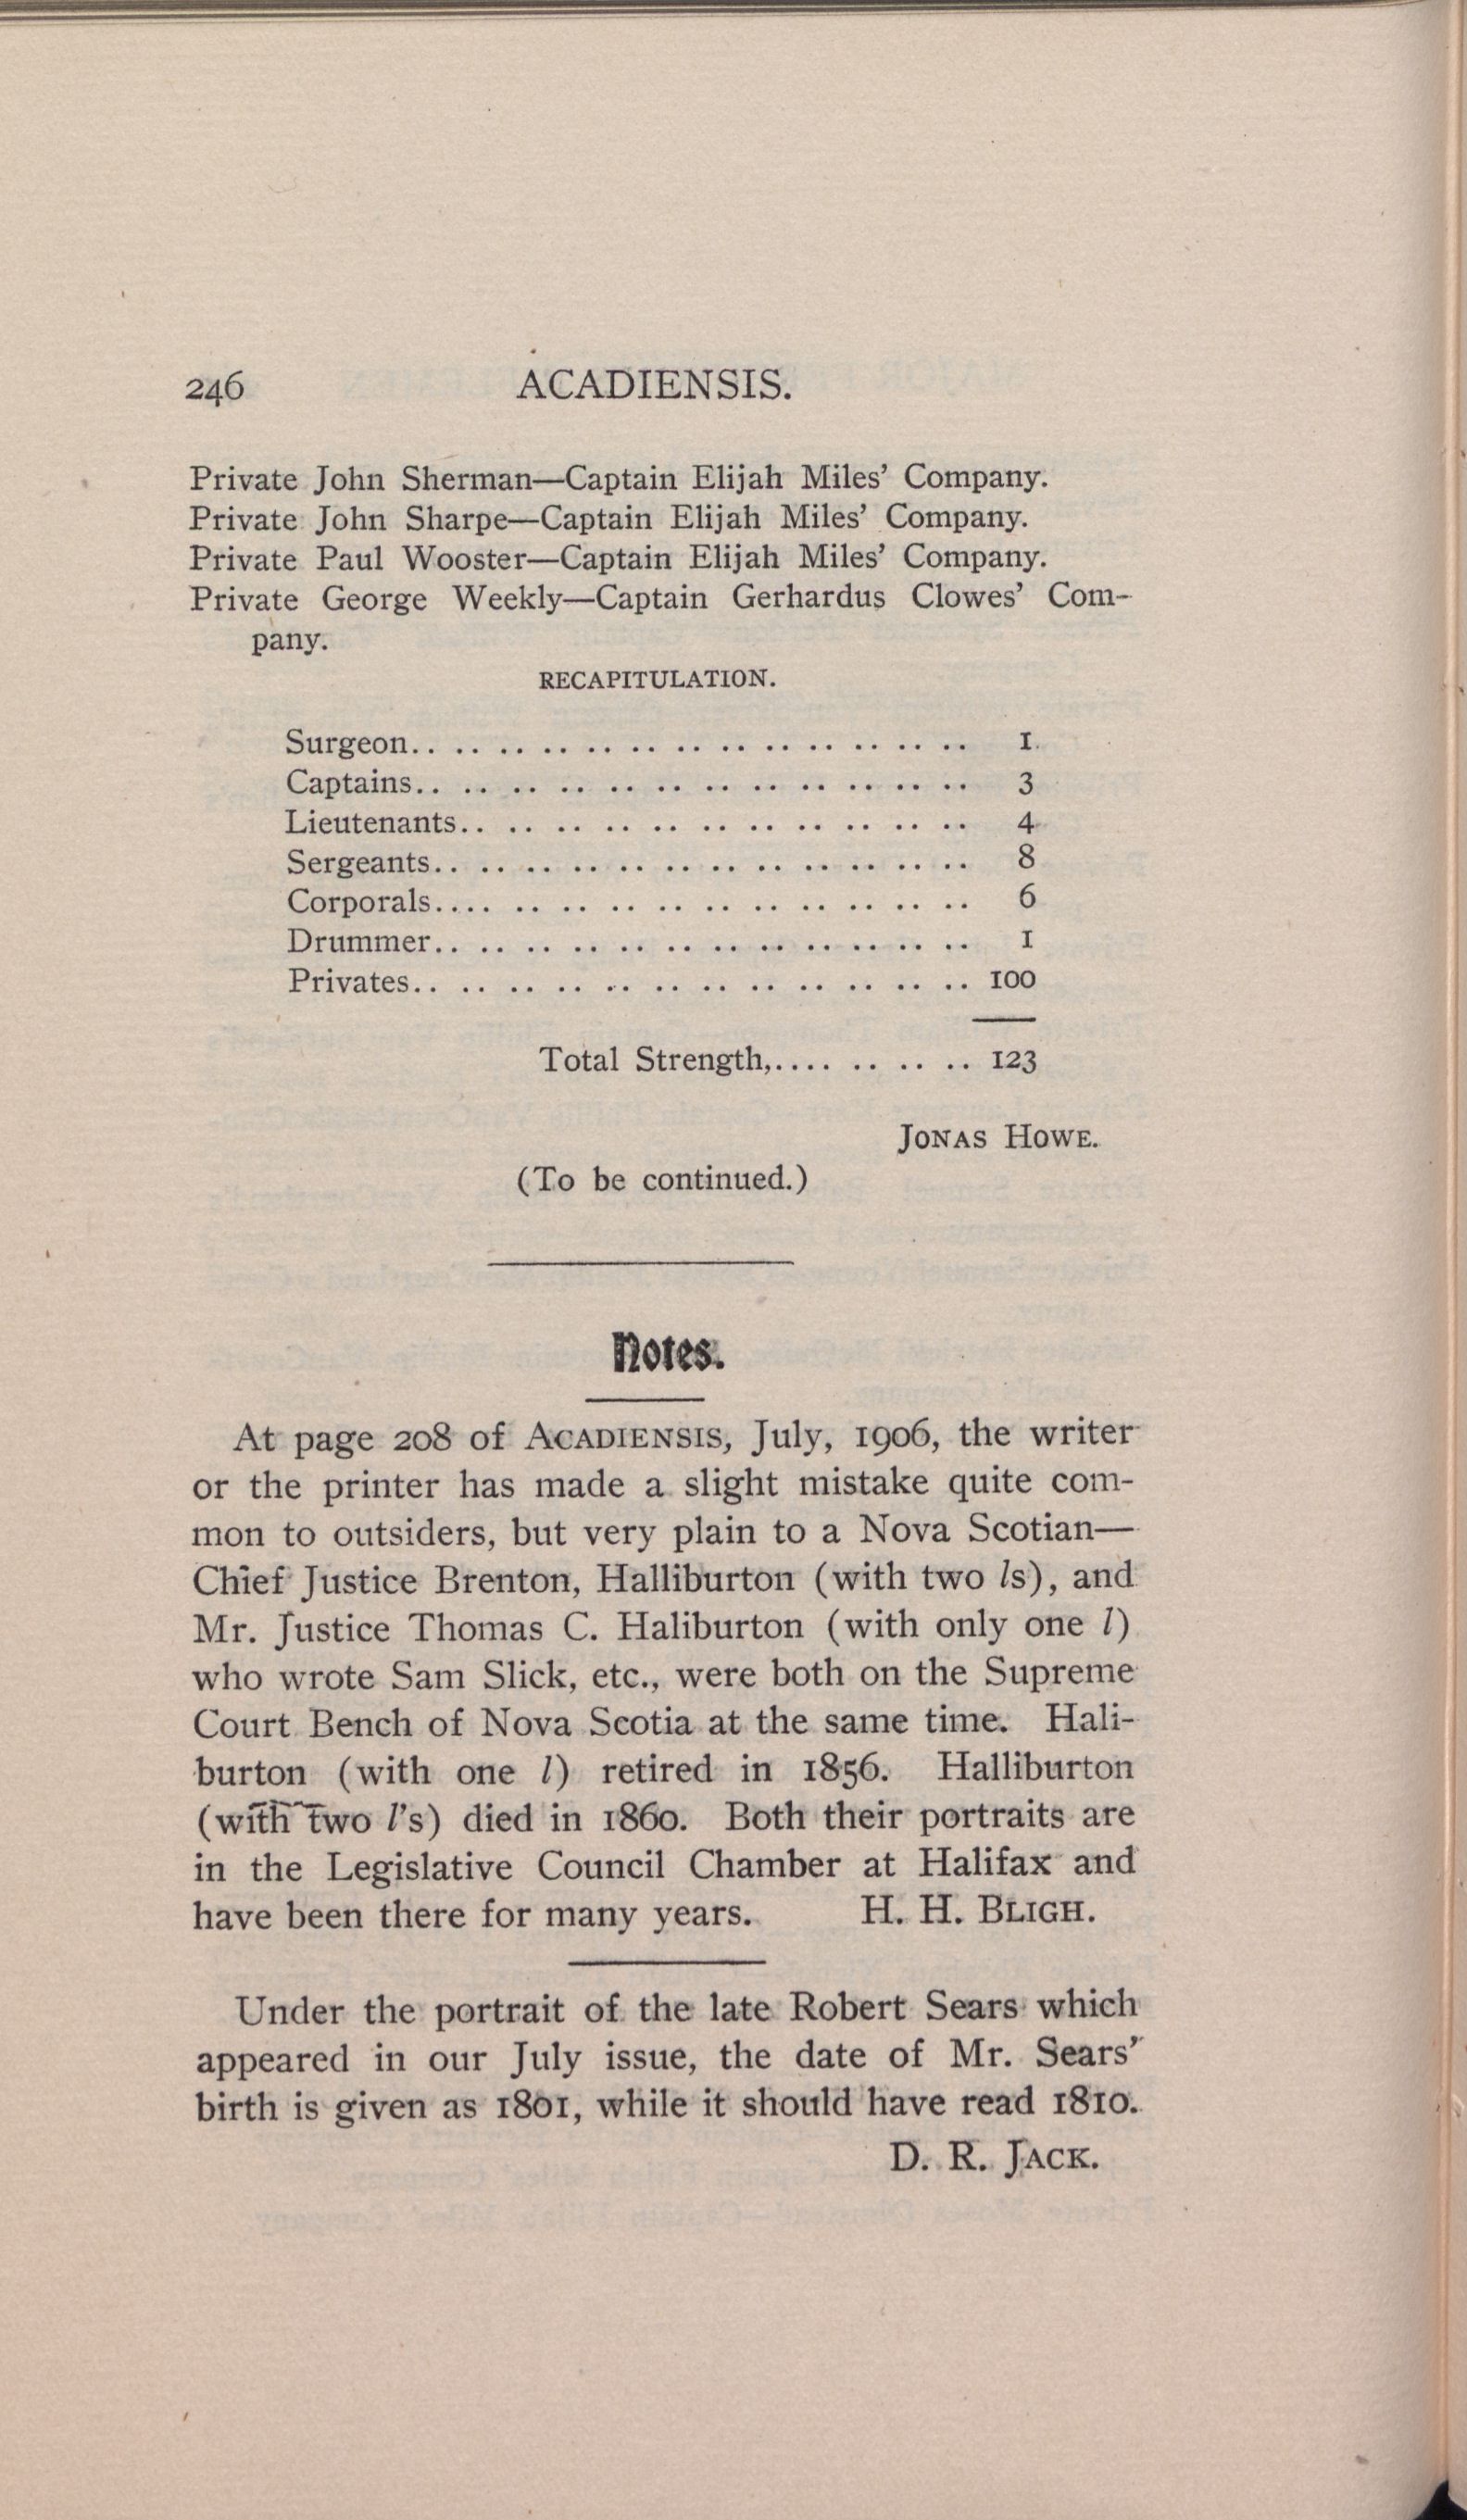 246 ACADIENSIS.
Private John Sherman—Captain Elijah Miles' Company.
Private John Sharpe—Captain Elijah Miles' Company.
Private Paul Wooster—Captain Elijah Miles' Company.
Private George Weekly—Captain Gerhardus Clowes' Com-
pany.
RECAPITULATION.
Surgeon.. .. .. .. .. .. .. .. .. .. .. .. .. 1
Captains.. .. .. .. .. .. .. .. .. .. .. .. 3
Lieutenants.. .. .. .. .. .. .. .. .. .. .. 4
Sergeants.. .. .. .. .. .. .. .. .. .. .. .. 8
Corporals.... .. .. .. .. .. .. .. .. .. .. 6
Drummer.. .. .. .. .. .. .. .. .. .. .. .. 1
Privates.. .. .. .. .. .. .. .. .. .. .. .. 100
Total Strength,.... .. .. .. .. 123
JONAS HOWE.
(To be continued.)
Notes.
At page 208 of ACADIENSIS, July, 1906, the writer
or the printer has made a slight mistake quite com-
mon to outsiders, but very plain to a Nova Scotian—
Chief Justice Brenton, Halliburton (with two ls), and
Mr. Justice Thomas C. Haliburton (with only one l)
who wrote Sam Slick, etc., were both on the Supreme
Court Bench of Nova Scotia at the same time. Hali-
burton (with one l) retired in 1856. Halliburton
(with two l's) died in 1860. Both their portraits are
in the Legislative Council Chamber at Halifax and
have been there for many years. H. H. BLIGH.
Under the portrait of the late Robert Sears which
appeared in our July issue, the date of Mr. Sears'
birth is given as 1801, while it should have read 1810.
D. R. JACK.